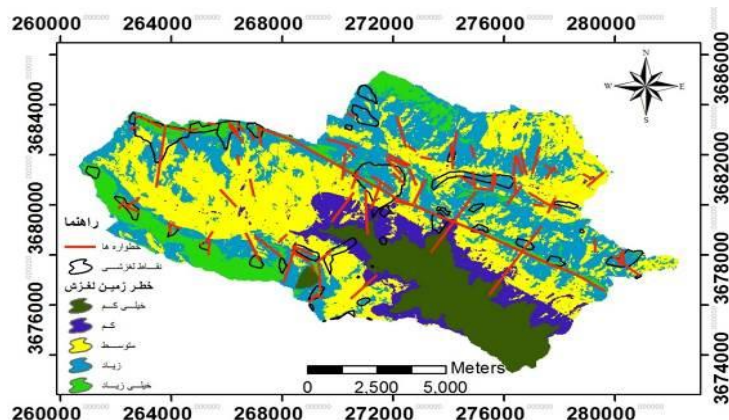 260000 264000 268000 272000 276000 280000
N
W E
S
3684000
3680000
3676000
3686000
3682000
3678000
3674000
راهنما
خطواره ها
نقاط لغزشی
خطر زمین لغزش
خیلی کم
کم
متوسط
زیاد
خیلی زیاد
Meters
0 2,500 5,000
260000 264000 268000 272000 276000 280000